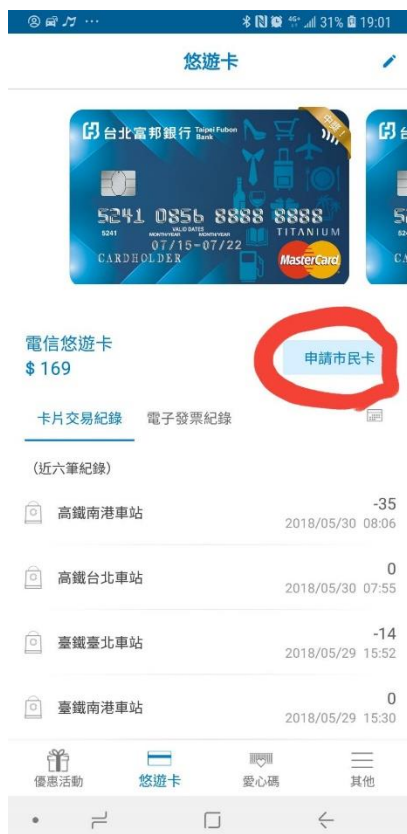 31% 19:01
悠遊卡
台北富邦銀行 Taipei Fubon Bank
5241 0856 8888 8888
5241 VALID DATES TITANIUM
MONTH/YEAR MONTH/YEAR
07/15-07/22
CARDHOLDER MasterCard
電信悠遊卡
$ 169
申請市民卡
卡片交易紀錄 電子發票紀錄
(近六筆紀錄)
高鐵南港車站 -35
2018/05/30 08:06
高鐵台北車站 0
2018/05/30 07:55
臺鐵臺北車站 -14
2018/05/29 15:52
臺鐵南港車站 0
2018/05/29 15:30
優惠活動 悠遊卡 愛心碼 其他